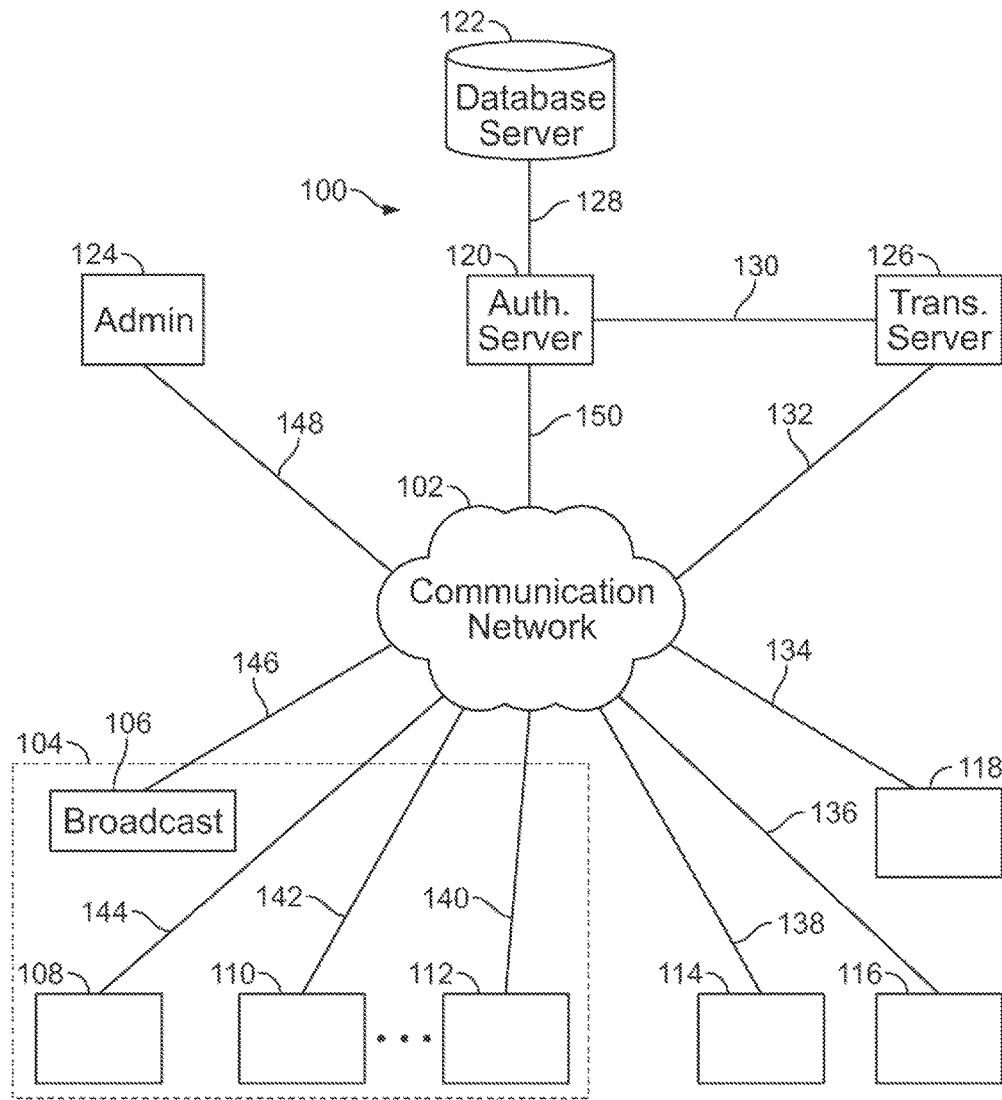 122
Database
Server
100
128
124
120
130
126
Admin
Auth.
Server
Trans.
Server
148
150
132
102
Communication
Network
146
134
106
104
118
Broadcast
136
144
142
140
138
108
110
112
114
116
• • •